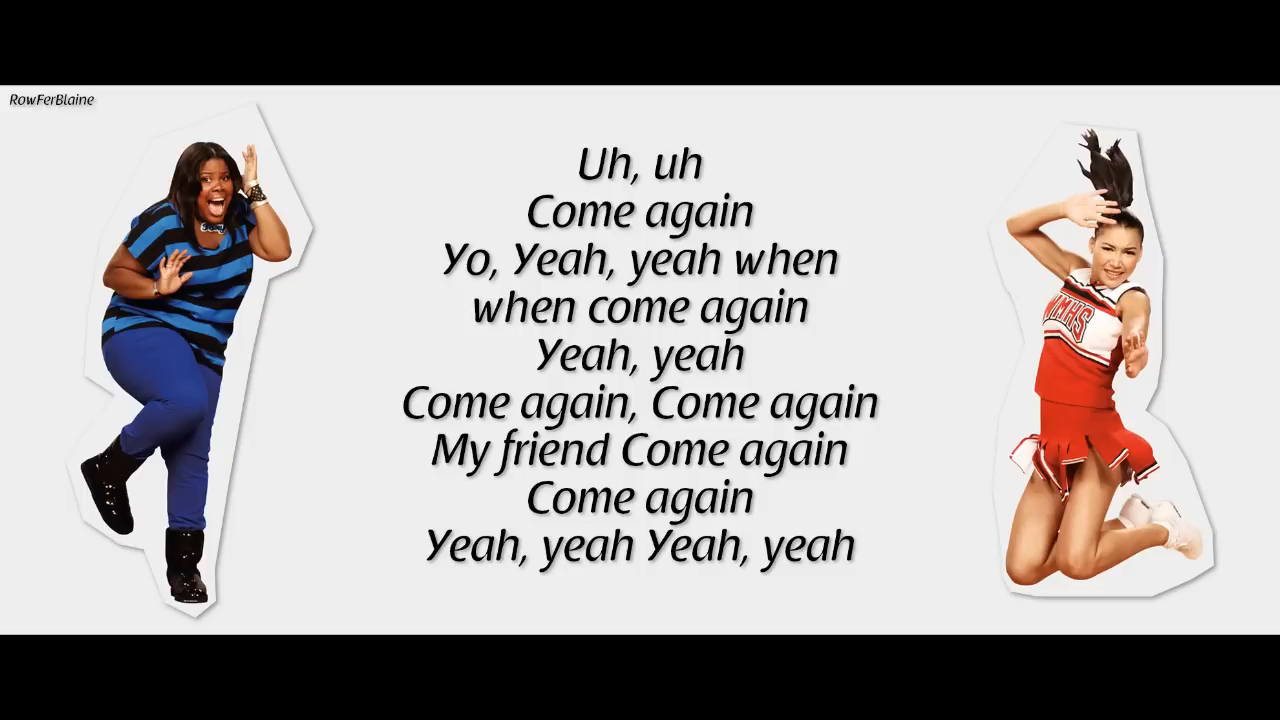 RowFerBlaine
Uh, uh
Come again
Yo, Yeah, yeah when
when come again
Yeah, yeah
Come again, Come again
My friend Come again
Come again
Yeah, yeah Yeah, yeah
WMHS